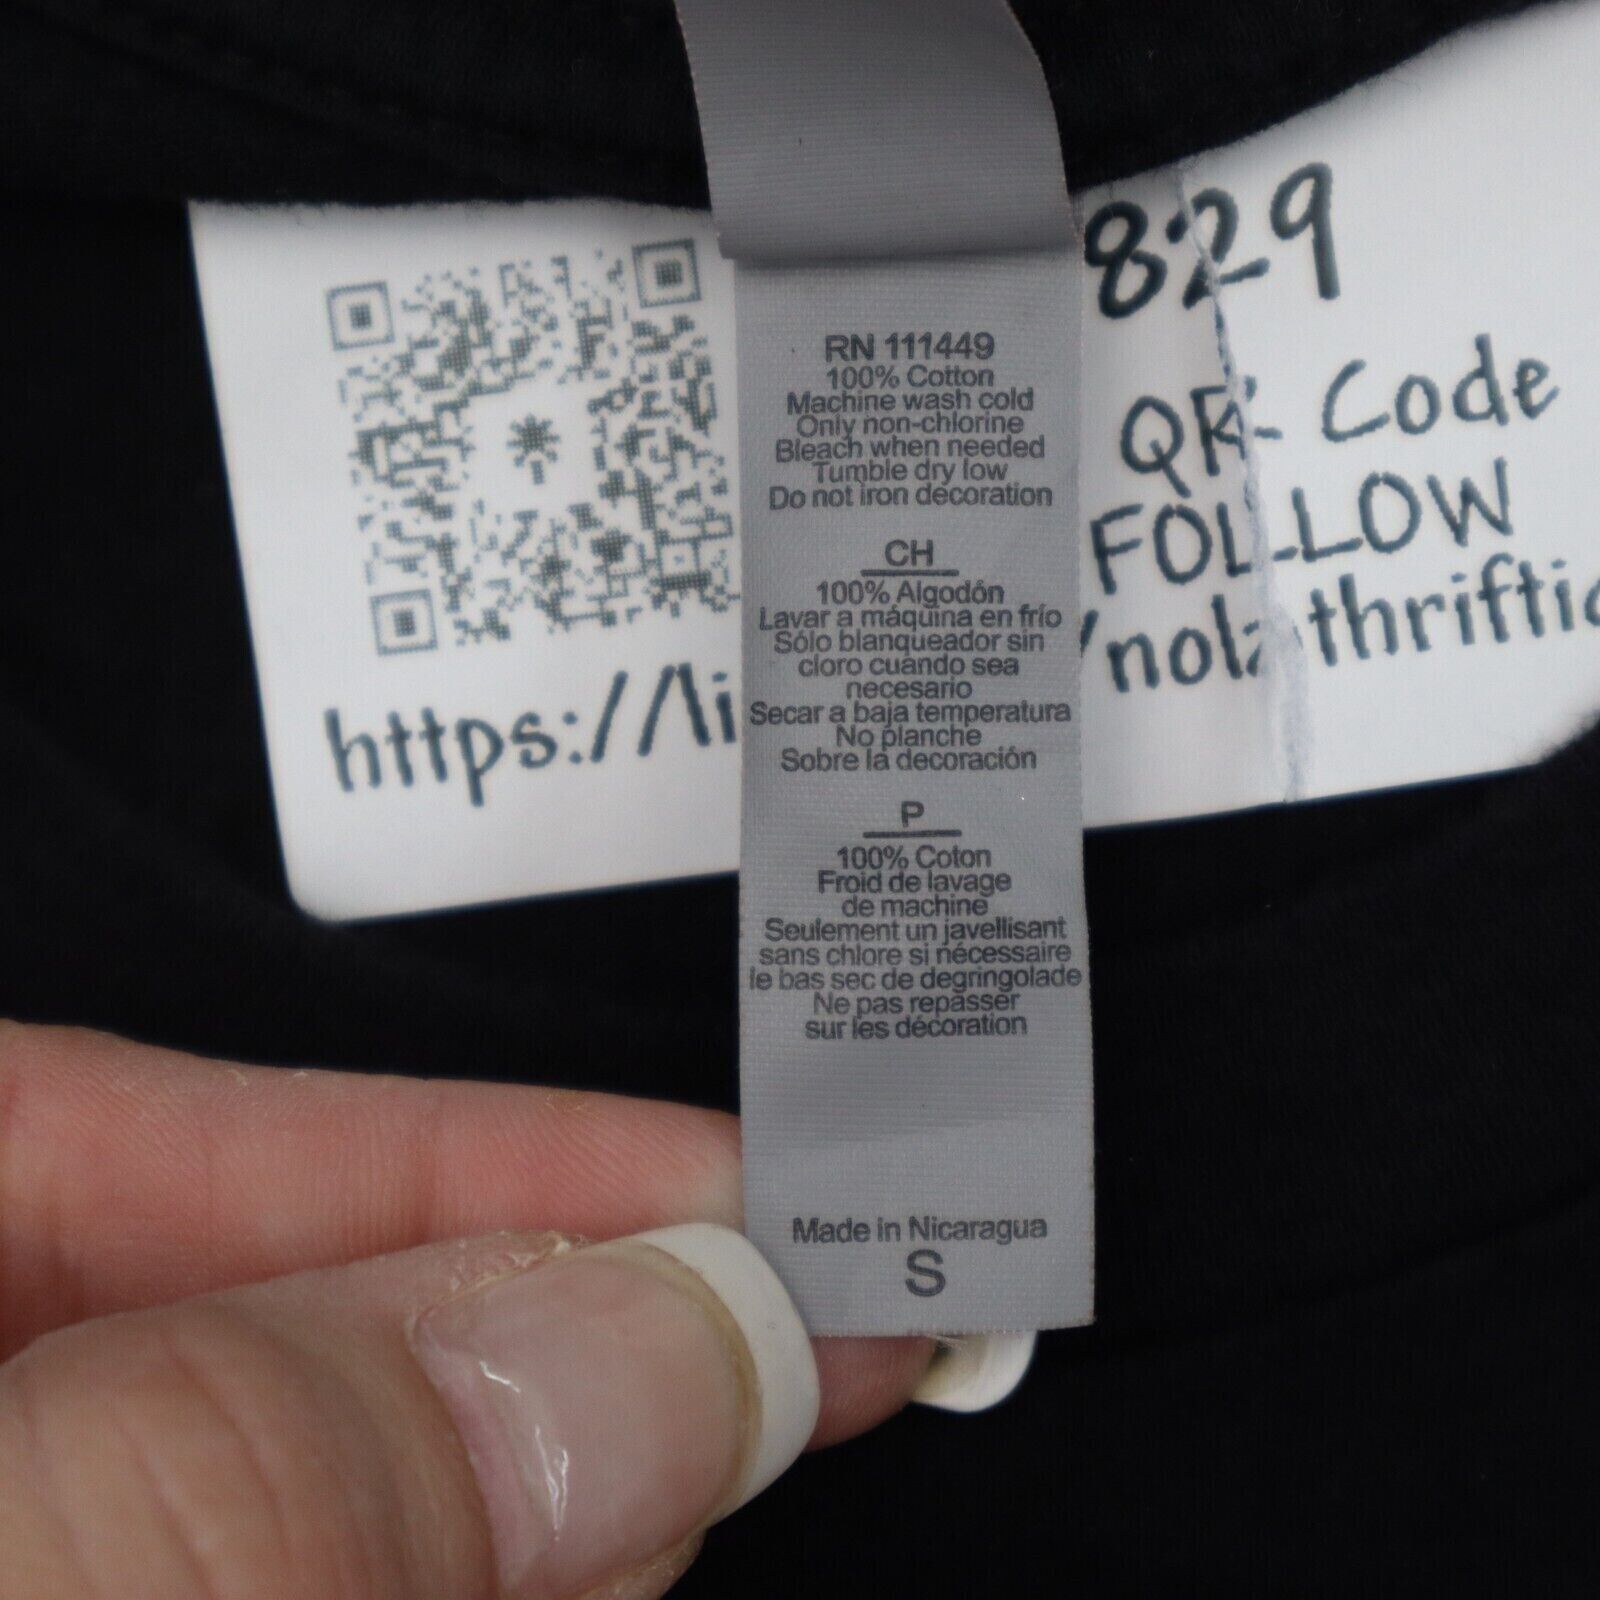 829
QR Code
FOLLOW
https://li /nola thriftic
RN 111449
100% Cotton
Machine wash cold
Only non-chlorine
Bleach when needed
Tumble dry low
Do not iron decoration
CH
100% Algodón
Lavar a máquina en frío
Sólo blanqueador sin
cloro cuando sea
necesario
Secar a baja temperatura
No planche
Sobre la decoración
P
100% Coton
Froid de lavage
de machine
Seulement un javellisant
sans chlore si nécessaire
le bas sec de degringolade
Ne pas repasser
sur les décoration
Made in Nicaragua
S